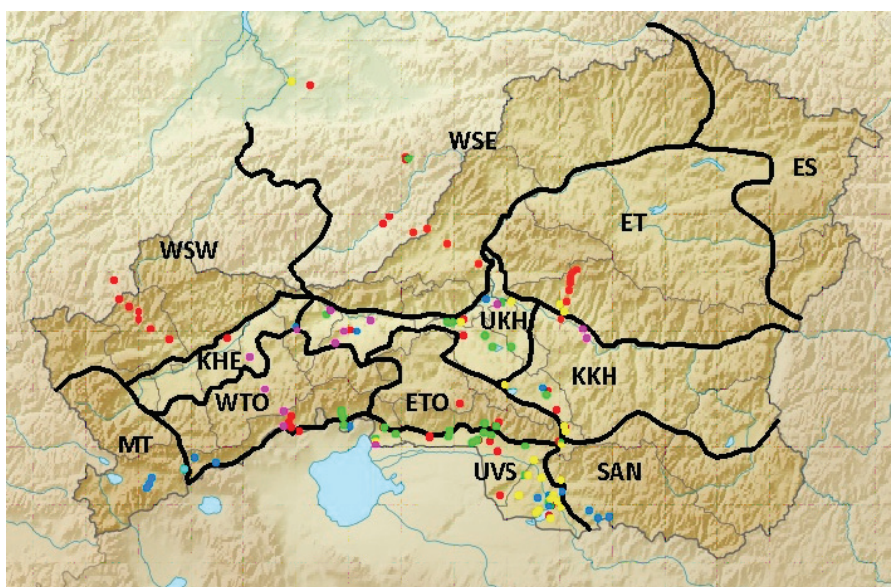 WSE
ES
ET
WSW
UKH
KHE
KKH
WTO
ETO
MT
UVS
SAN